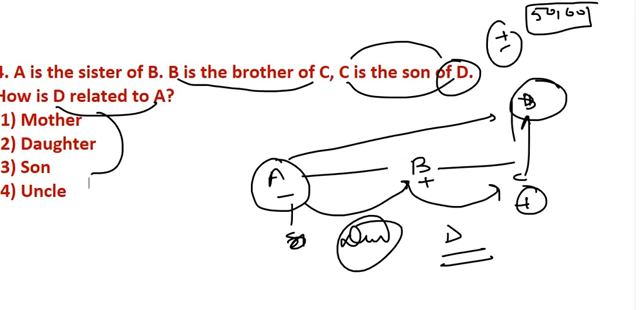 50,60
. A is the sister of B. B is the brother of C, C is the son of D.
How is D related to A?
1) Mother
2) Daughter
3) Son
4) Uncle
D
A
B
C
D